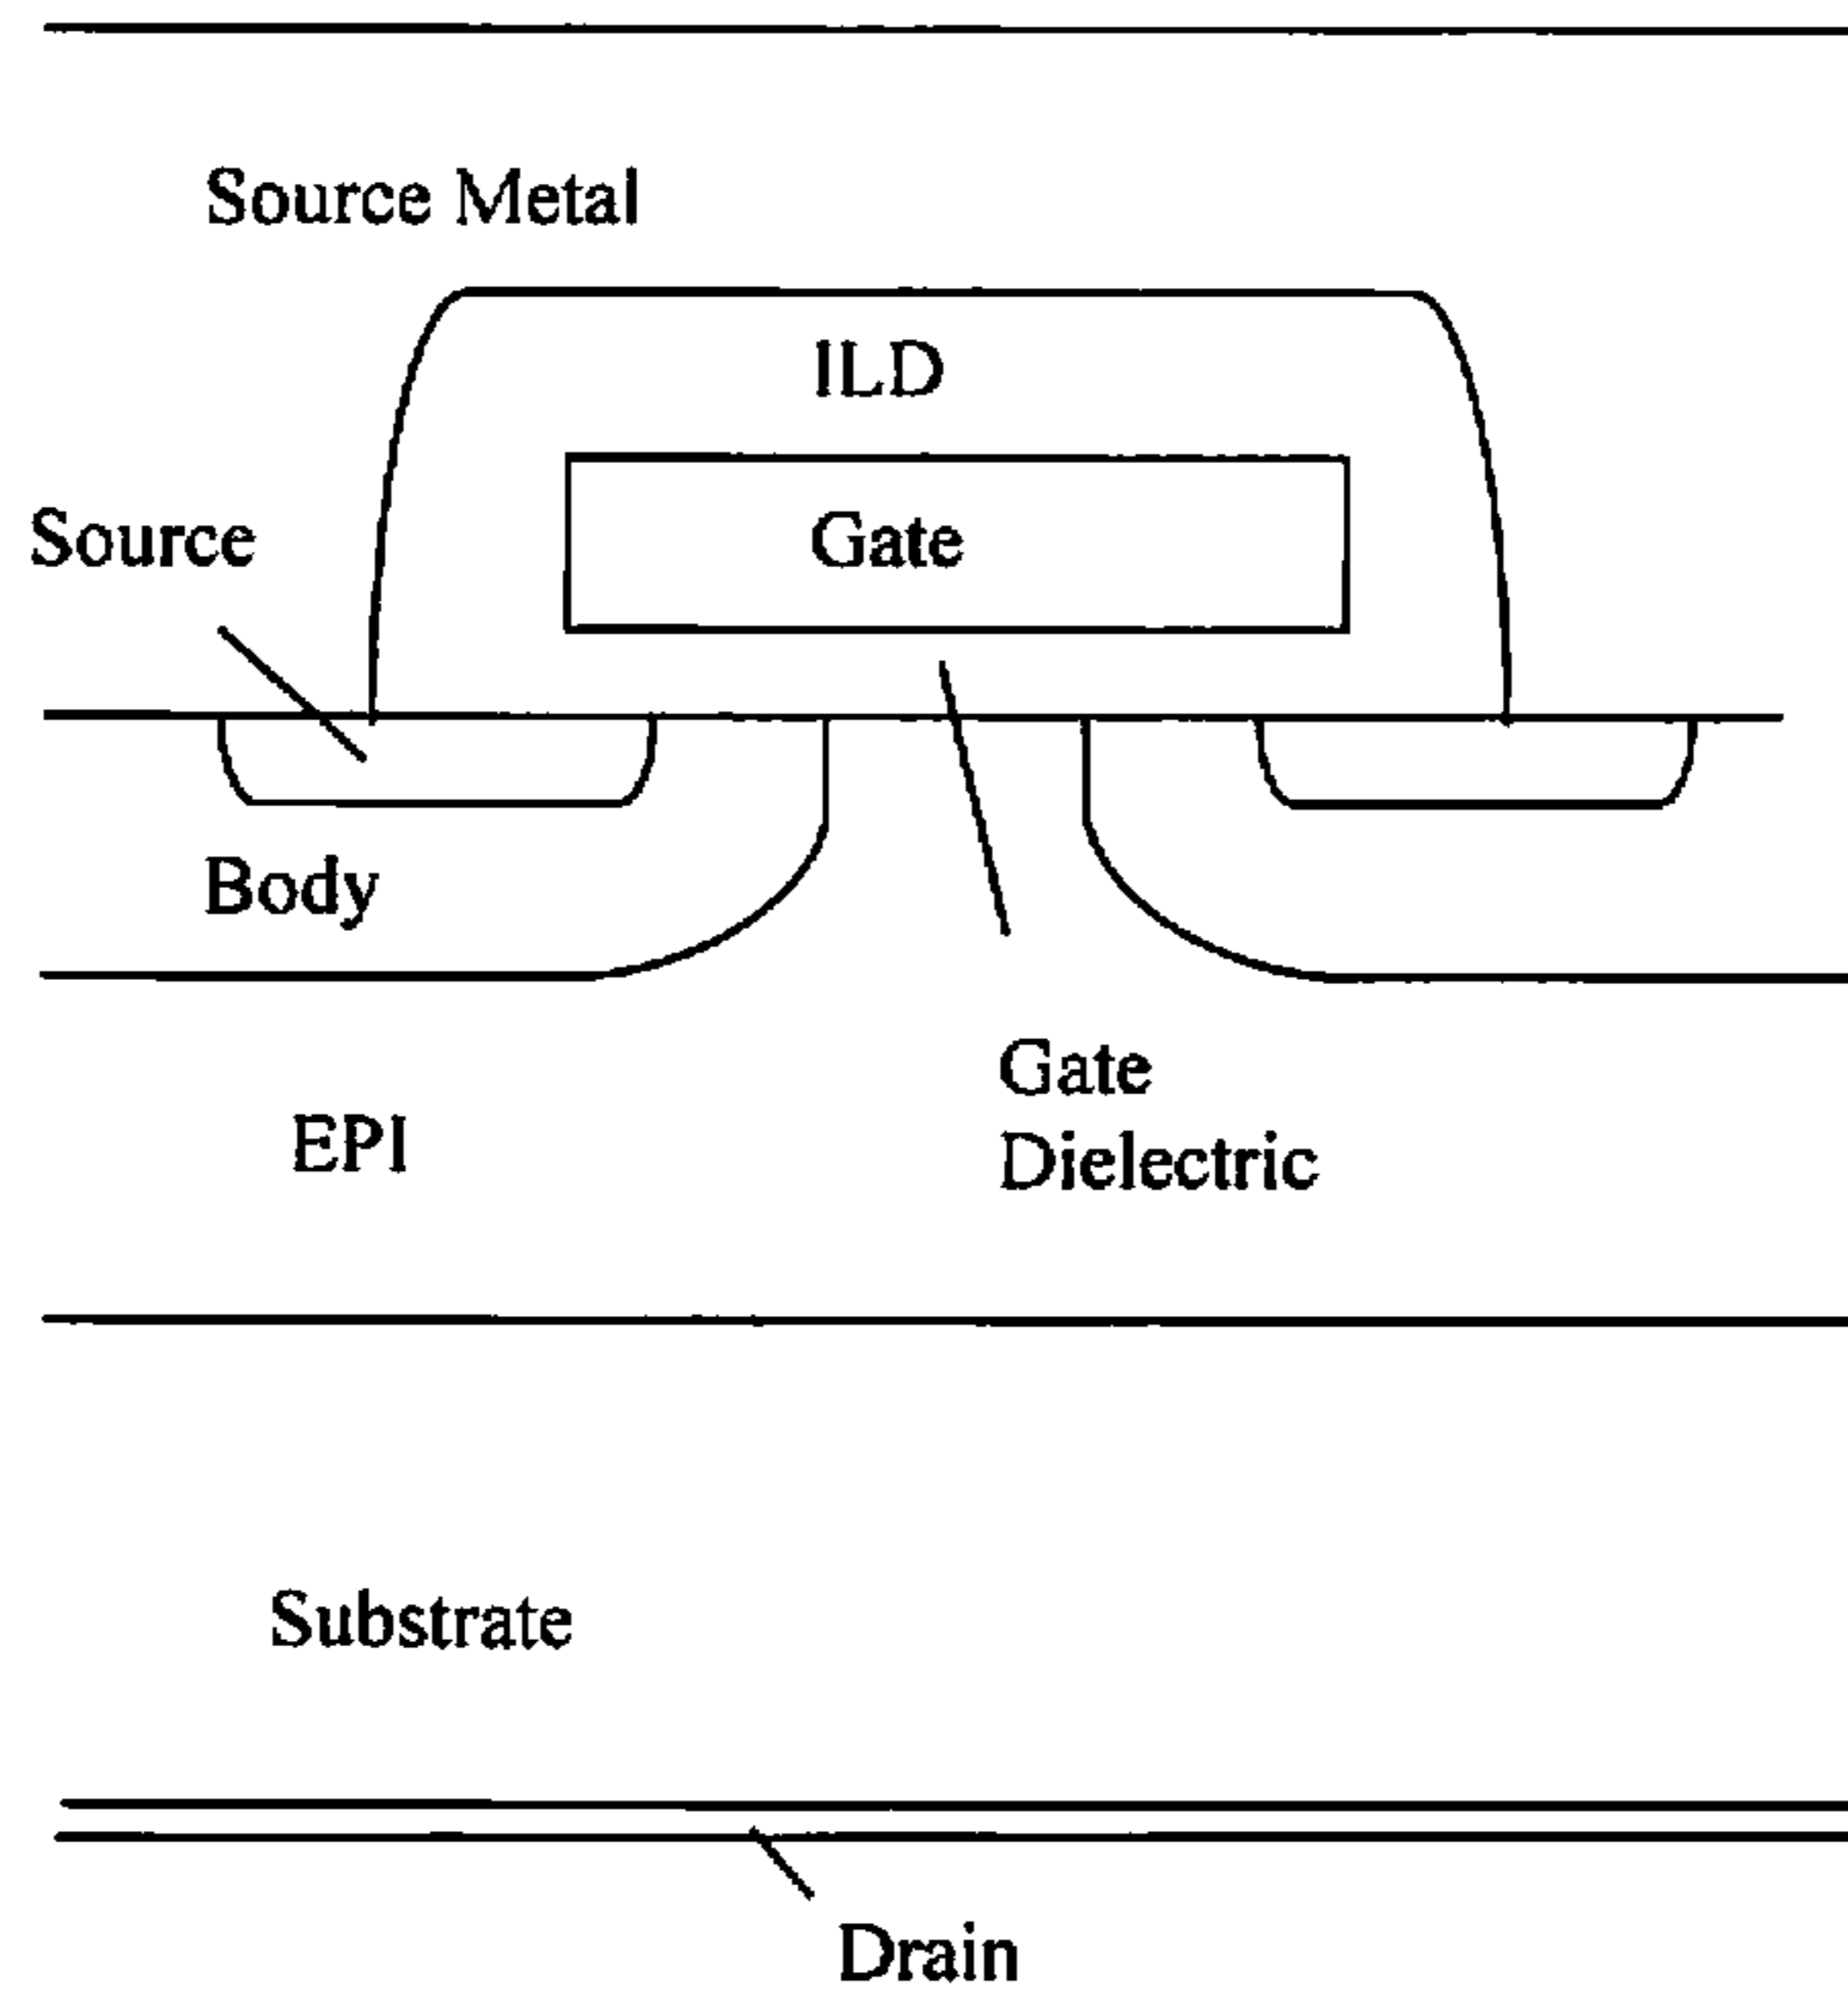 Source Metal
ILD
Source
Gate
Body
Gate
Dielectric
EPI
Substrate
Drain